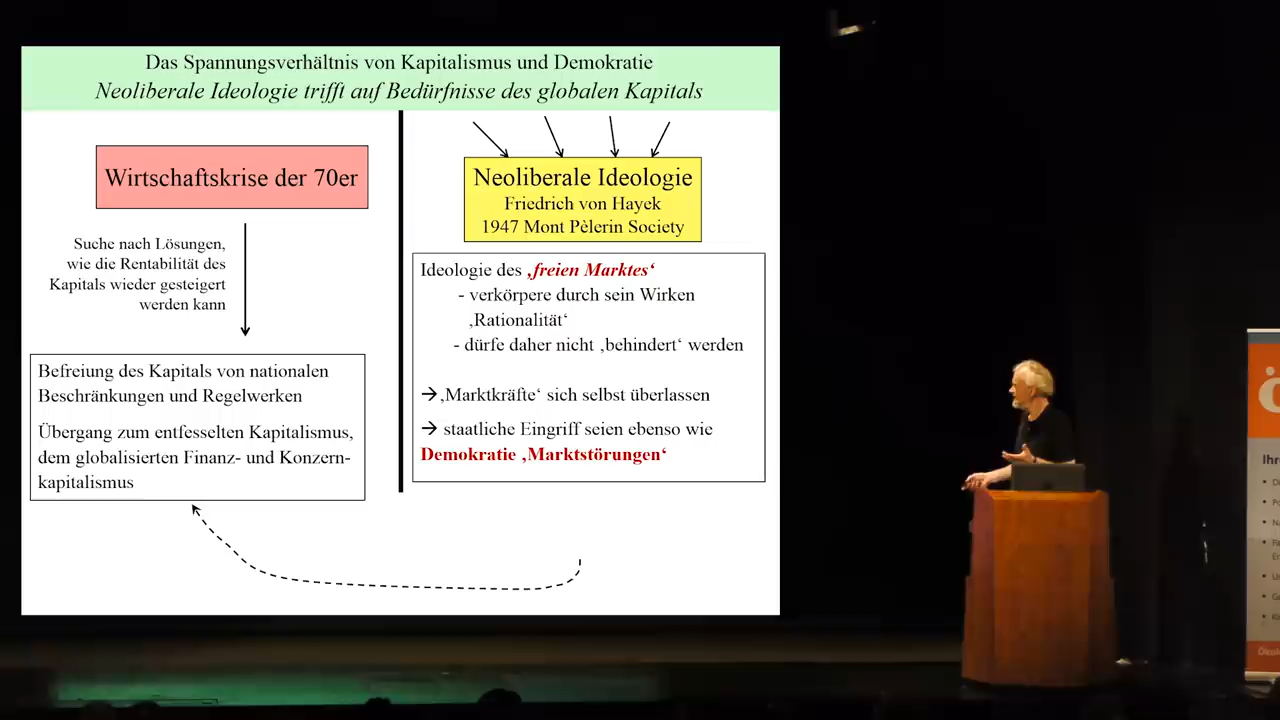 Das Spannungsverhältnis von Kapitalismus und Demokratie
Neoliberale Ideologie trifft auf Bedürfnisse des globalen Kapitals
Wirtschaftskrise der 70er
Suche nach Lösungen,
wie die Rentabilität des
Kapitals wieder gesteigert
werden kann
Befreiung des Kapitals von nationalen
Beschränkungen und Regelwerken
Übergang zum entfesselten Kapitalismus,
dem globalisierten Finanz- und Konzern-
kapitalismus
Neoliberale Ideologie
Friedrich von Hayek
1947 Mont Pèlerin Society
Ideologie des ‚freien Marktes‘
- verkörpere durch sein Wirken
‚Rationalität‘
- dürfe daher nicht ‚behindert‘ werden
→ ‚Marktkräfte‘ sich selbst überlassen
→ staatliche Eingriff seien ebenso wie
Demokratie ‚Marktstörungen‘
Ö
Ihr